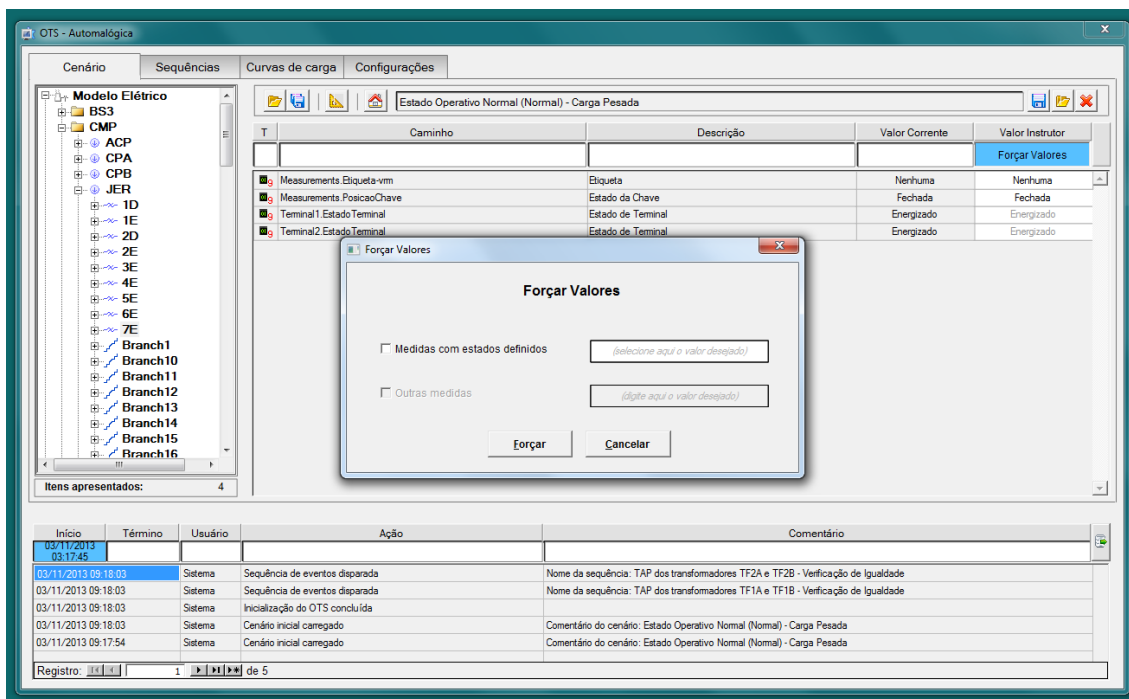 OTS - Automalógica
x
Cenário Sequências Curvas de carga Configurações
Modelo Elétrico
BS3
CMP
ACP
CPA
CPB
JER
1D
1E
2D
2E
3E
4E
5E
6E
7E
Branch1
Branch10
Branch11
Branch12
Branch13
Branch14
Branch15
Branch16
Itens apresentados: 4
Estado Operativo Normal (Normal) - Carga Pesada
T Caminho Descrição Valor Corrente Valor Instrutor
Forçar Valores
Measurements.Etiqueta-vrm Etiqueta Nenhuma Nenhuma
Measurements.PosicaoChave Estado da Chave Fechada Fechada
Terminal1.EstadoTerminal Estado de Terminal Energizado Energizado
Terminal2.EstadoTerminal Estado de Terminal Energizado Energizado
Forçar Valores
x
Forçar Valores
Medidas com estados definidos (selecione aqui o valor desejado)
Outras medidas (digite aqui o valor desejado)
Forçar Cancelar
Início Término Usuário Ação Comentário
03/11/2013
03:17:45
03/11/2013 09:18:03 Sistema Sequência de eventos disparada Nome da sequência: TAP dos transformadores TF2A e TF2B - Verificação de Igualdade
03/11/2013 09:18:03 Sistema Sequência de eventos disparada Nome da sequência: TAP dos transformadores TF1A e TF1B - Verificação de Igualdade
03/11/2013 09:18:03 Sistema Inicialização do OTS concluída
03/11/2013 09:18:03 Sistema Cenário inicial carregado Comentário do cenário: Estado Operativo Normal (Normal) - Carga Pesada
03/11/2013 09:17:54 Sistema Cenário inicial carregado Comentário do cenário: Estado Operativo Normal (Normal) - Carga Pesada
Registro: 1 de 5